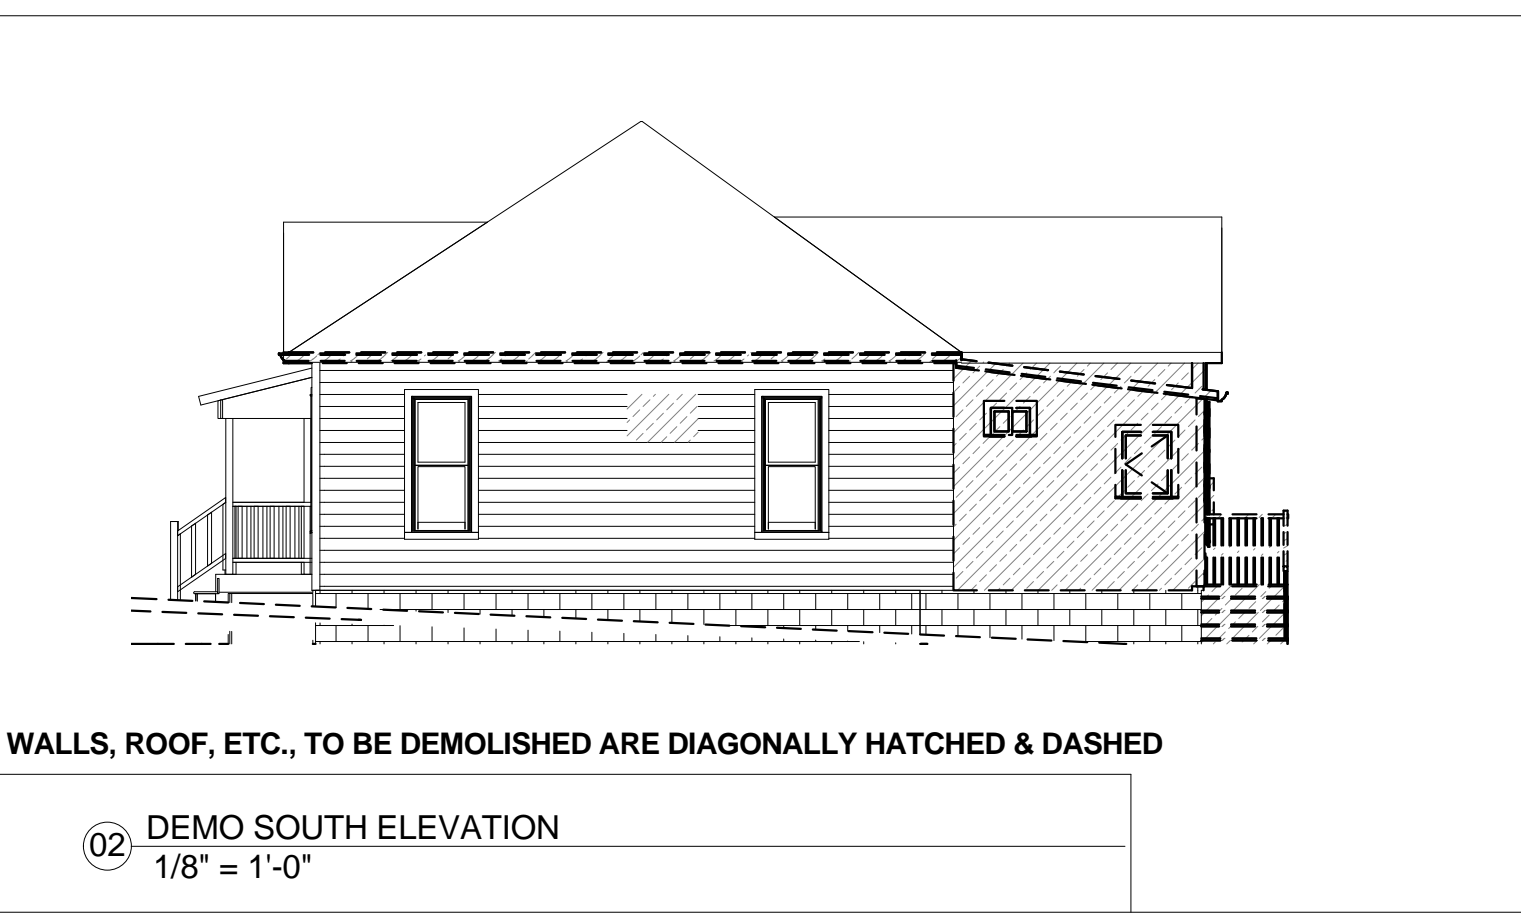 WALLS, ROOF, ETC., TO BE DEMOLISHED ARE DIAGONALLY HATCHED & DASHED
02
DEMO SOUTH ELEVATION
1/8" = 1'-0"